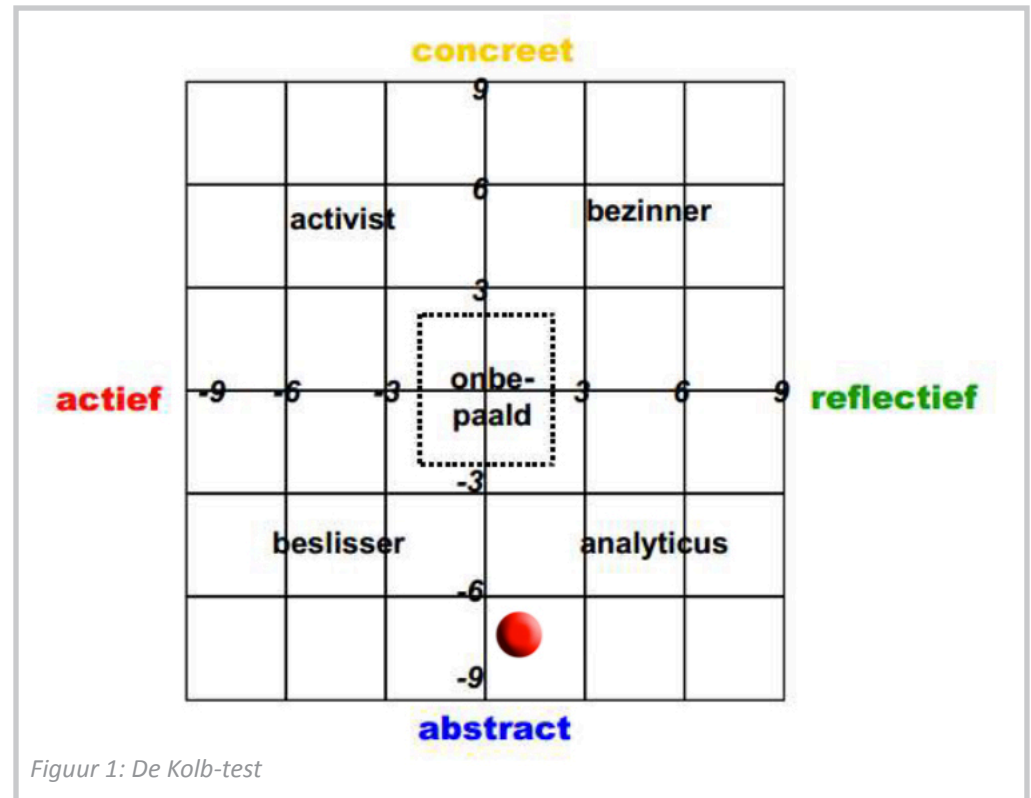 concreet
9
6
activist
bezinner
3
actief -9 -6 -3 onbe- 3 6 9 reflectief
paald
-3
beslisser
analyticus
-6
-9
abstract
Figuur 1: De Kolb-test